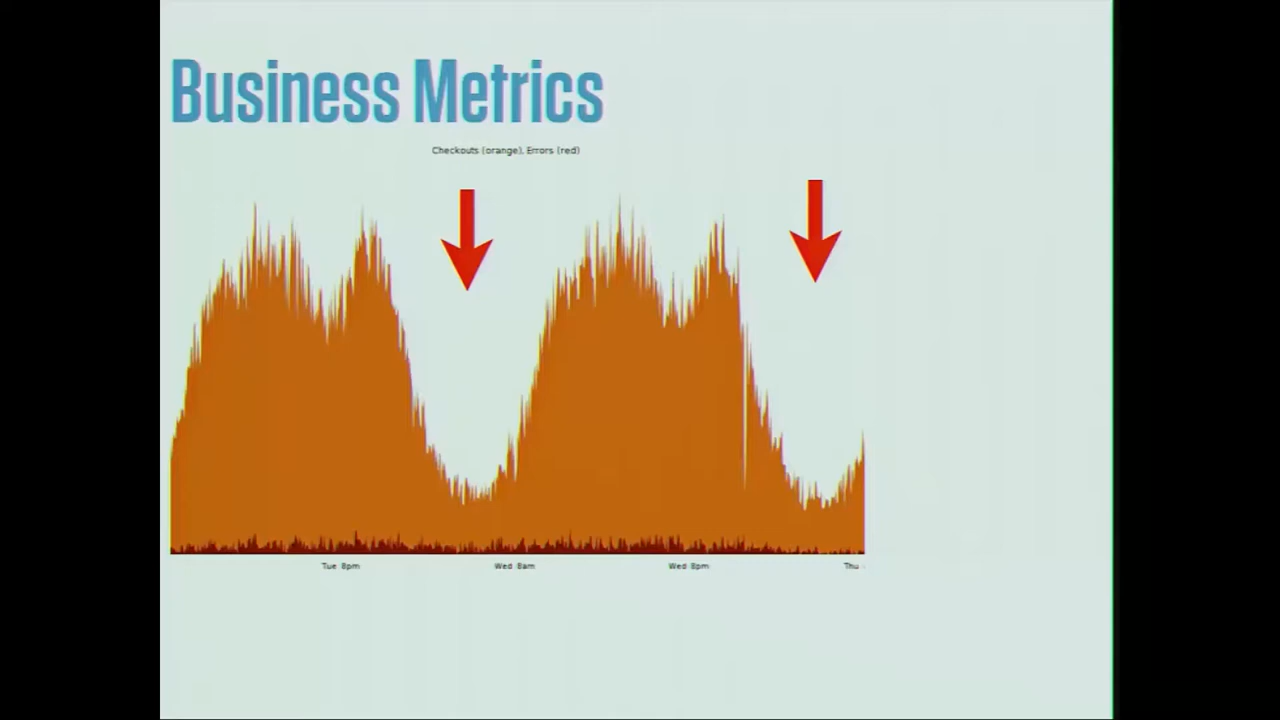 Business Metrics
Checkouts (orange), Errors (red)
Tue 8pm Wed 8am Wed 8pm Thu